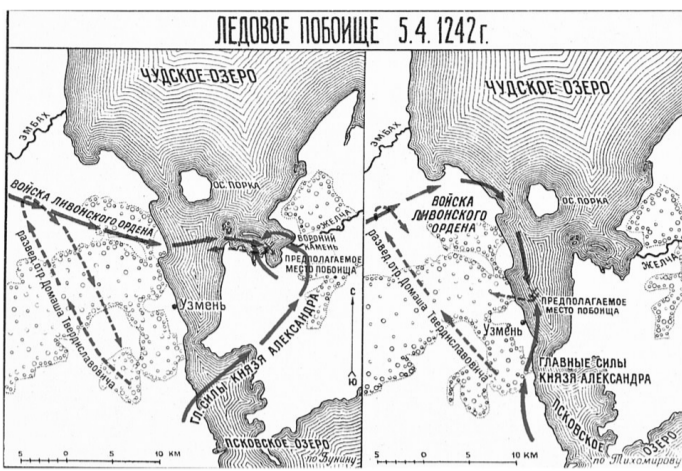 ЛЕДОВОЕ ПОБОИЩЕ 5.4.1242г.
ЧУДСКОЕ ОЗЕРО
ЭМБАХ
ОС. ПОРКА
ВОЙСКА ЛИВОНСКОГО ОРДЕНА
ЖЕЛЧА
ВОРОНИЙ
КАМЕНЬ
ПРЕДПОЛАГАЕМОЕ
МЕСТО ПОБОИЩА
развед.отр. Домаша Твердиславовича
Узмень
ГЛ. СИЛЫ КНЯЗЯ АЛЕКСАНДРА
С
Ю
ПСКОВСКОЕ ОЗЕРО
5 0 5 10 КМ
по Бунину
ЧУДСКОЕ ОЗЕРО
ЭМБАХ
ОС. ПОРКА
ВОЙСКА
ЛИВОНСКОГО
ОРДЕНА
ЖЕЛЧА
развед. отр. Домаша Твердиславовича
ПРЕДПОЛАГАЕМОЕ
МЕСТО ПОБОИЩА
Узмень
ГЛАВНЫЕ СИЛЫ
КНЯЗЯ АЛЕКСАНДРА
ПСКОВСКОЕ
ОЗЕРО
5 0 5 10 КМ
по Тихомирову